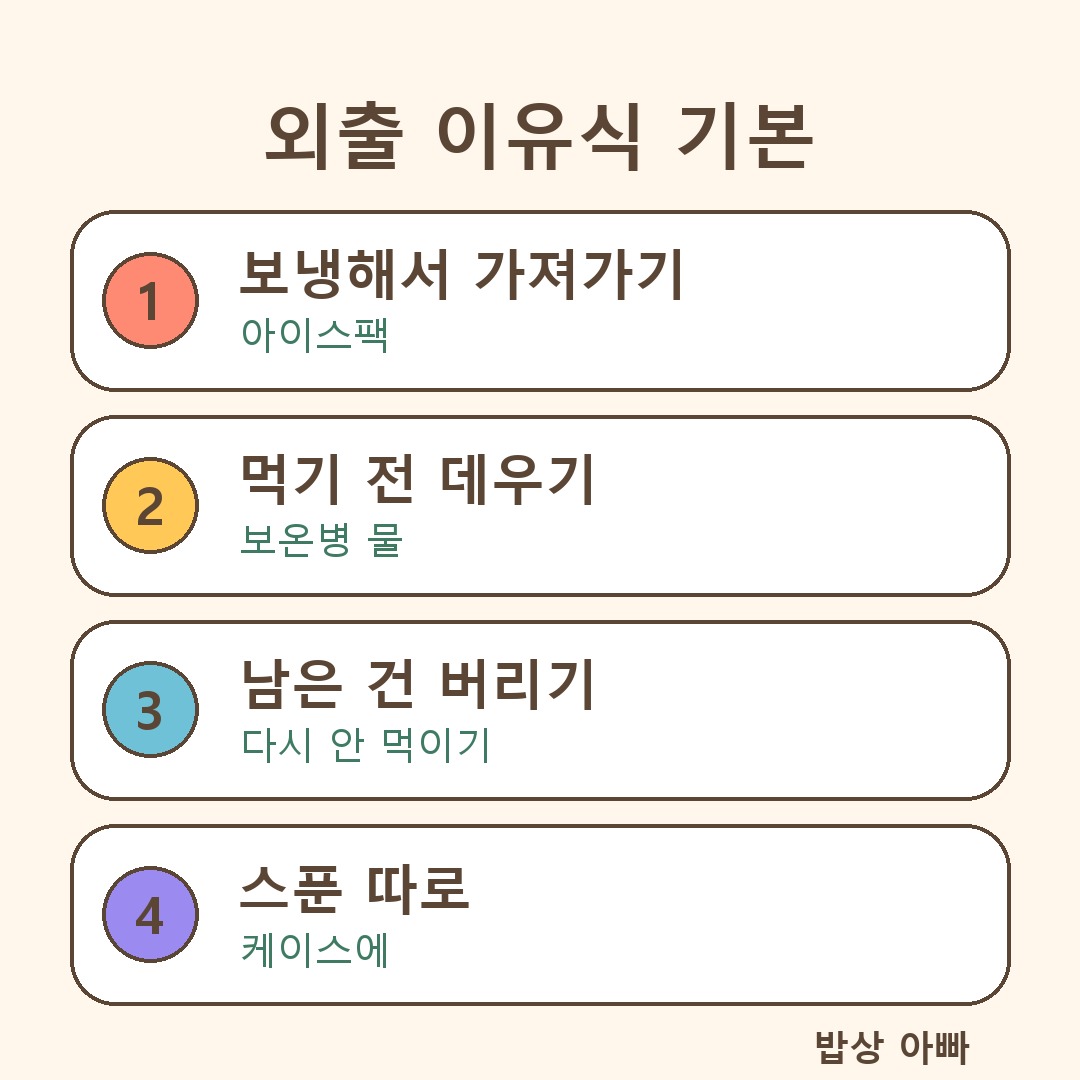 외출 이유식 기본
1
보냉해서 가져가기
아이스팩
2
먹기 전 데우기
보온병 물
3
남은 건 버리기
다시 안 먹이기
4
스푼 따로
케이스에
밥상 아빠